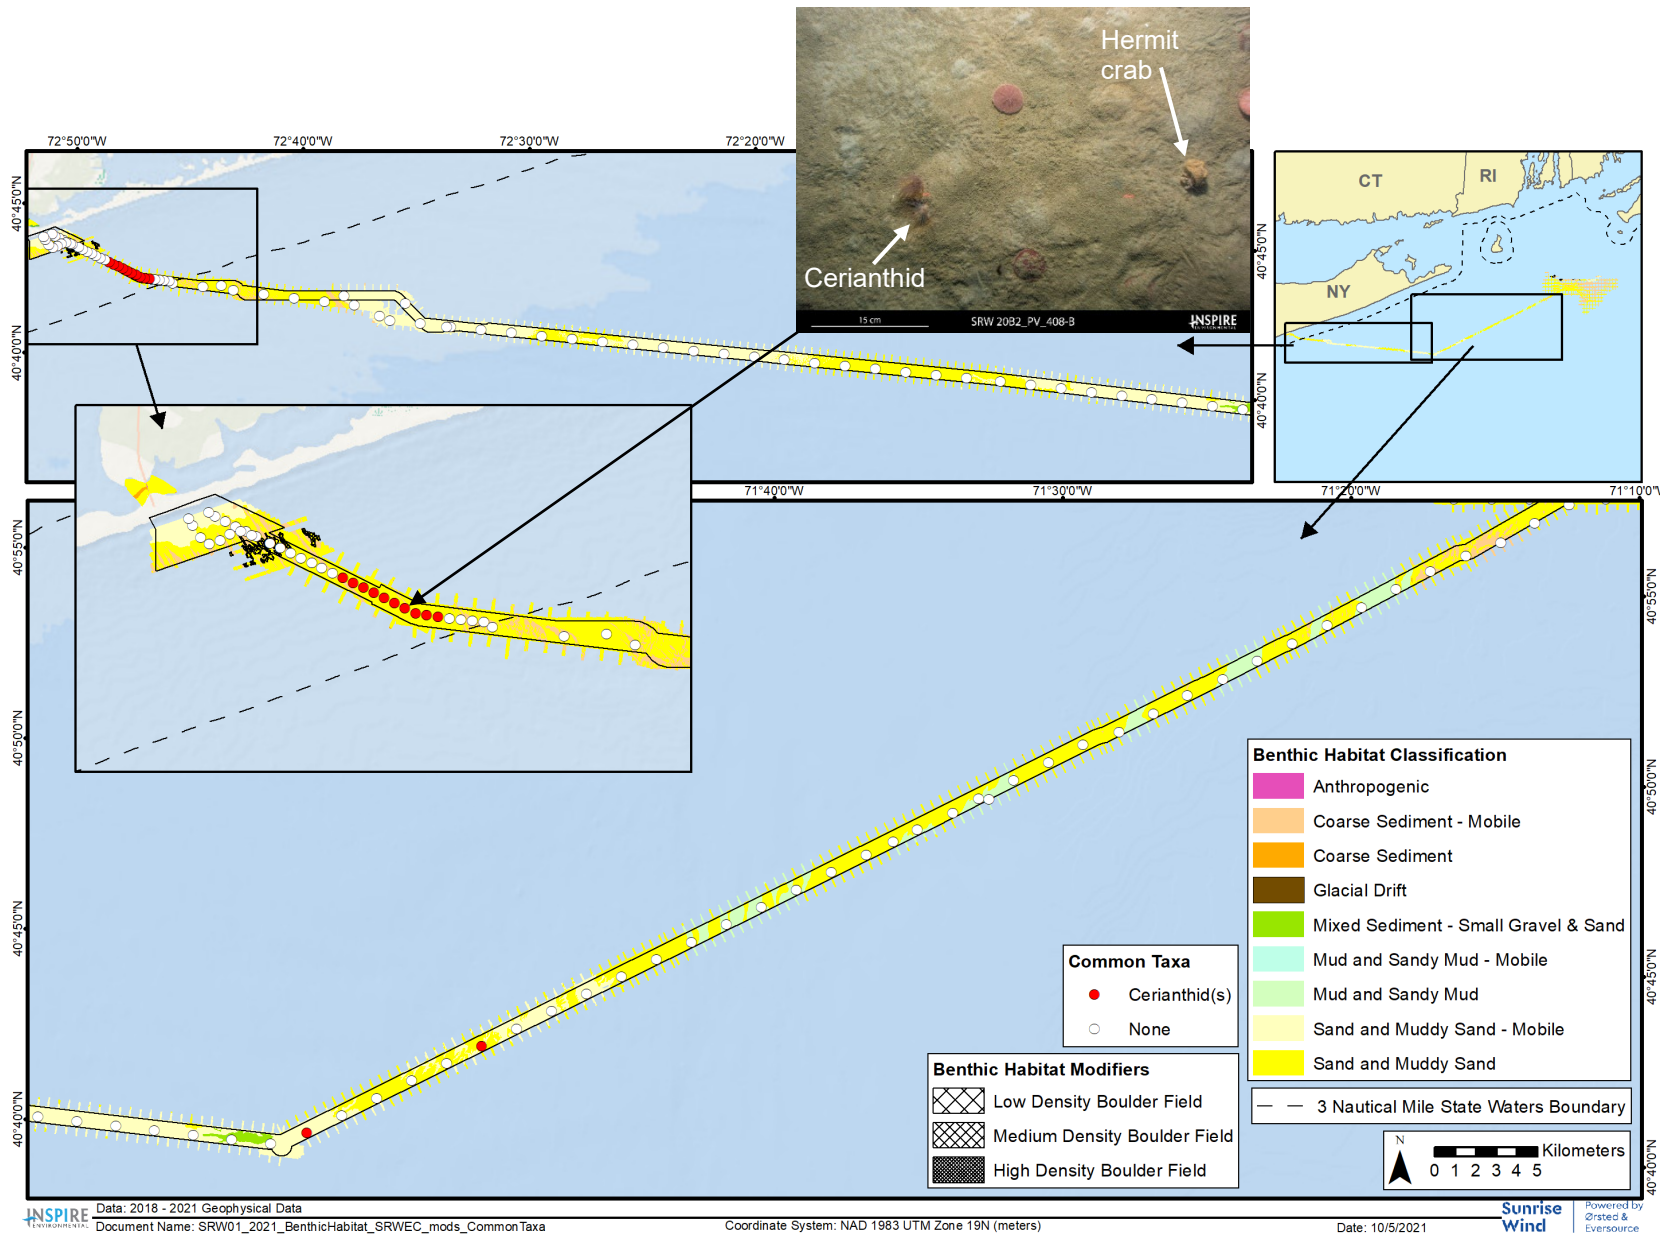 Hermit
crab
Cerianthid
15 cm
SRW 20B2_PV_408-B
INSPIRE
ENVIRONMENTAL
72°50'0"W
72°40'0"W
72°30'0"W
72°20'0"W
40°45'0"N
40°40'0"N
40°45'0"N
40°40'0"N
CT
RI
NY
71°40'0"W
71°30'0"W
71°20'0"W
71°10'0"W
40°55'0"N
40°50'0"N
40°45'0"N
40°40'0"N
40°55'0"N
40°50'0"N
40°45'0"N
40°40'0"N
Benthic Habitat Classification
Anthropogenic
Coarse Sediment - Mobile
Coarse Sediment
Glacial Drift
Mixed Sediment - Small Gravel & Sand
Mud and Sandy Mud - Mobile
Mud and Sandy Mud
Sand and Muddy Sand - Mobile
Sand and Muddy Sand
Common Taxa
Cerianthid(s)
None
Benthic Habitat Modifiers
Low Density Boulder Field
Medium Density Boulder Field
High Density Boulder Field
3 Nautical Mile State Waters Boundary
N
Kilometers
0 1 2 3 4 5
INSPIRE
ENVIRONMENTAL
Data: 2018 - 2021 Geophysical Data
Document Name: SRW01_2021_BenthicHabitat_SRWEC_mods_CommonTaxa
Coordinate System: NAD 1983 UTM Zone 19N (meters)
Date: 10/5/2021
Sunrise
Wind
Powered by
Ørsted &
Eversource